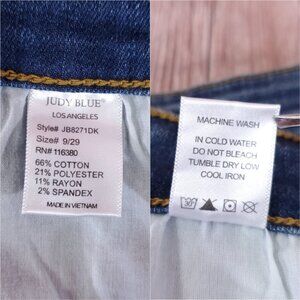 JUDY BLUE®
LOS ANGELES
Style# JB8271DK
Size# 9/29
RN# 116380
66% COTTON
21% POLYESTER
11% RAYON
2% SPANDEX
MADE IN VIETNAM
MACHINE WASH
IN COLD WATER
DO NOT BLEACH
TUMBLE DRY LOW
COOL IRON